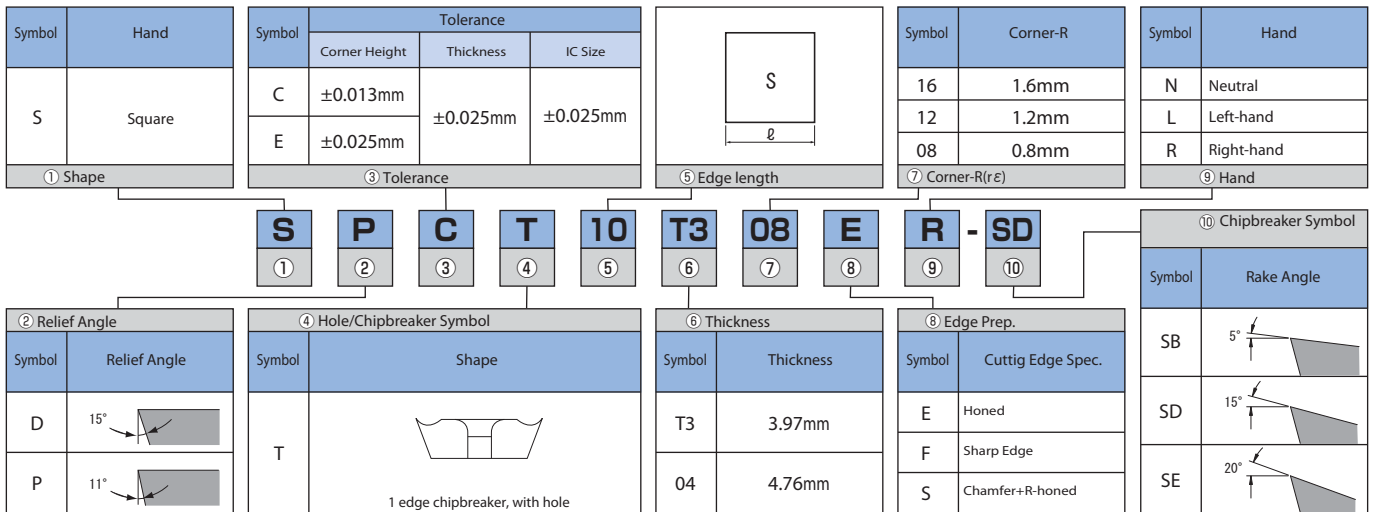 Symbol Hand
S Square
① Shape
Symbol Tolerance
Corner Height Thickness IC Size
C ±0.013mm ±0.025mm ±0.025mm
E ±0.025mm
③ Tolerance
S
ℓ
⑤ Edge length
Symbol Corner-R
16 1.6mm
12 1.2mm
08 0.8mm
⑦ Corner-R(rε)
Symbol Hand
N Neutral
L Left-hand
R Right-hand
⑨ Hand
S P C T 10 T3 08 E R - SD
① ② ③ ④ ⑤ ⑥ ⑦ ⑧ ⑨ ⑩
② Relief Angle
Symbol Relief Angle
D 15°
P 11°
④ Hole/Chipbreaker Symbol
Symbol Shape
T
1 edge chipbreaker, with hole
⑥ Thickness
Symbol Thickness
T3 3.97mm
04 4.76mm
⑧ Edge Prep.
Symbol Cuttig Edge Spec.
E Honed
F Sharp Edge
S Chamfer+R-honed
⑩ Chipbreaker Symbol
Symbol Rake Angle
SB 5°
SD 15°
SE 20°